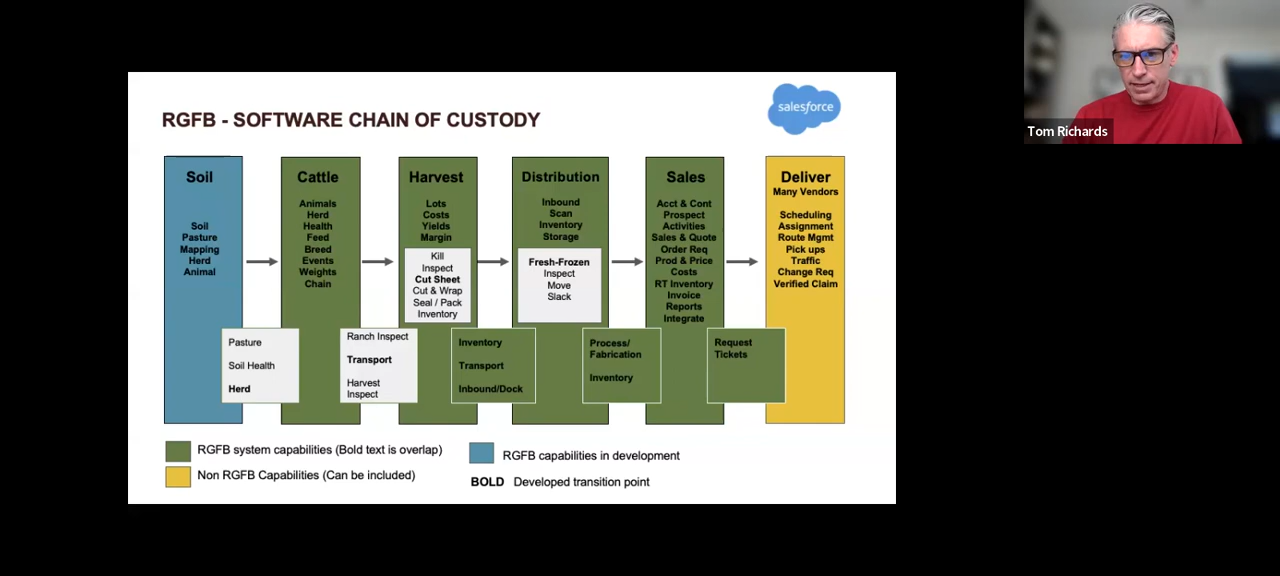 RGFB - SOFTWARE CHAIN OF CUSTODY
salesforce
Tom Richards
Soil
Soil
Pasture
Mapping
Herd
Animal
Pasture
Soil Health
Herd
Cattle
Animals
Herd
Health
Feed
Breed
Events
Weights
Chain
Ranch Inspect
Transport
Harvest
Inspect
Harvest
Lots
Costs
Yields
Margin
Kill
Inspect
Cut Sheet
Cut & Wrap
Seal / Pack
Inventory
Inventory
Transport
Inbound/Dock
Distribution
Inbound
Scan
Inventory
Storage
Fresh-Frozen
Inspect
Move
Slack
Process/
Fabrication
Inventory
Sales
Acct & Cont
Prospect
Activities
Sales & Quote
Order Req
Prod & Price
Costs
RT Inventory
Invoice
Reports
Integrate
Request
Tickets
Deliver
Many Vendors
Scheduling
Assignment
Route Mgmt
Pick ups
Traffic
Change Req
Verified Claim
RGFB system capabilities (Bold text is overlap)
RGFB capabilities in development
Non RGFB Capabilities (Can be included)
BOLD Developed transition point